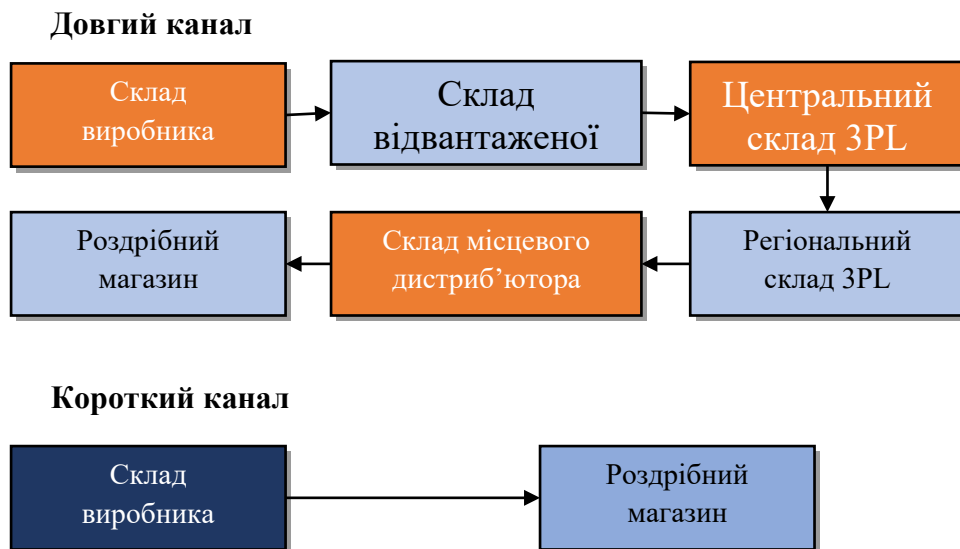 Довгий канал
Склад
виробника
Склад
відвантаженої
Центральний
склад 3PL
Роздрібний
магазин
Склад місцевого
дистриб’ютора
Регіональний
склад 3PL
Короткий канал
Склад
виробника
Роздрібний
магазин